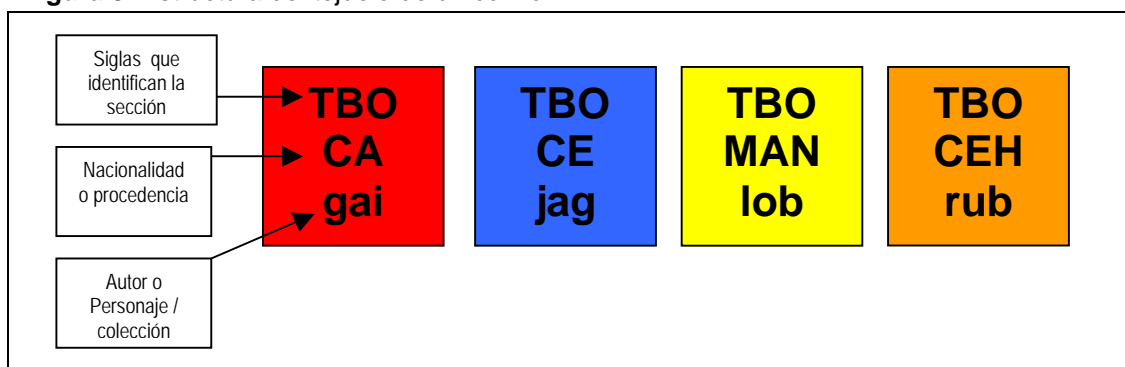 Siglas que
identifican la
sección
Nacionalidad
o procedencia
Autor o
Personaje /
colección
TBO
CA
gai
TBO
CE
jag
TBO
MAN
lob
TBO
CEH
rub